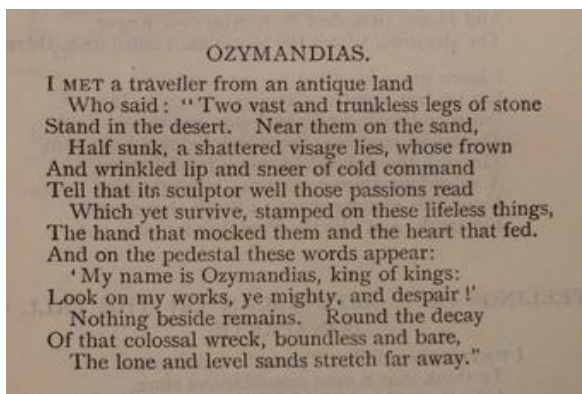 OZYMANDIAS.
I MET a traveller from an antique land
Who said: "Two vast and trunkless legs of stone
Stand in the desert. Near them on the sand,
Half sunk, a shattered visage lies, whose frown
And wrinkled lip and sneer of cold command
Tell that its sculptor well those passions read
Which yet survive, stamped on these lifeless things,
The hand that mocked them and the heart that fed.
And on the pedestal these words appear:
'My name is Ozymandias, king of kings:
Look on my works, ye mighty, and despair!'
Nothing beside remains. Round the decay
Of that colossal wreck, boundless and bare,
The lone and level sands stretch far away."